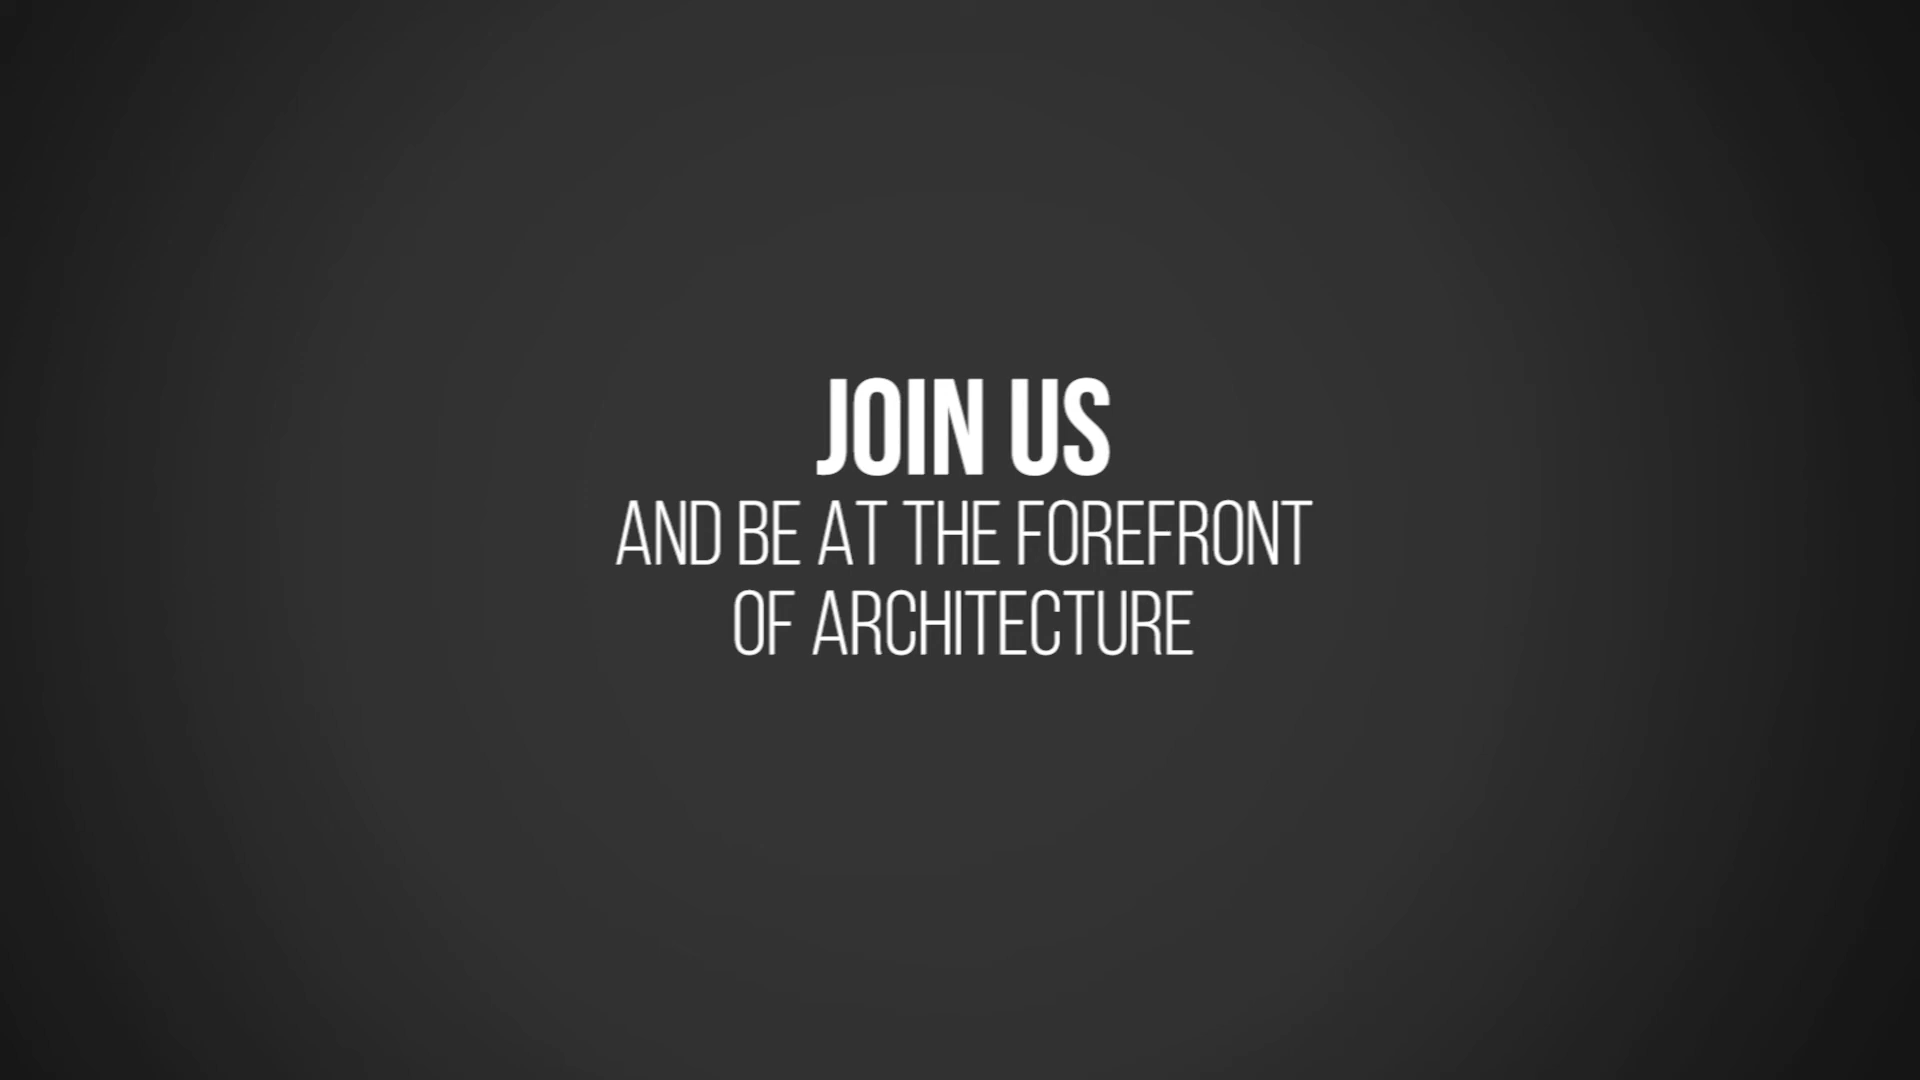 JOIN US
AND BE AT THE FOREFRONT
OF ARCHITECTURE